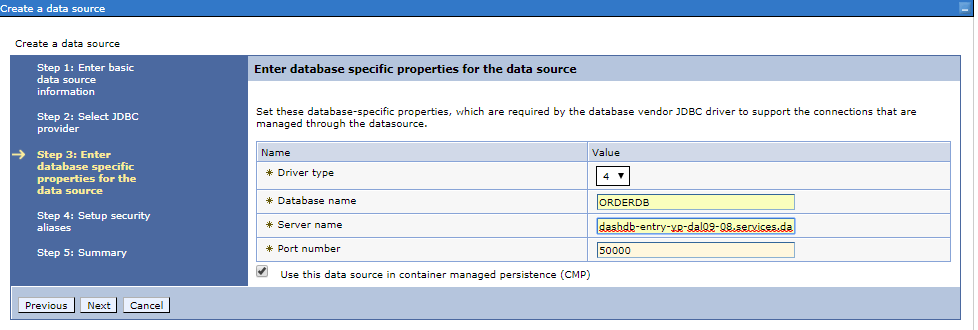 Create a data source
Create a data source
Step 1: Enter basic
data source
information
Step 2: Select JDBC
provider
Step 3: Enter
database specific
properties for the
data source
Step 4: Setup security
aliases
Step 5: Summary
Enter database specific properties for the data source
Set these database-specific properties, which are required by the database vendor JDBC driver to support the connections that are
managed through the datasource.
Name Value
* Driver type 4
* Database name ORDERDB
* Server name dashdb-entry-yp-dal09-08.services.da
* Port number 50000
Use this data source in container managed persistence (CMP)
Previous Next Cancel